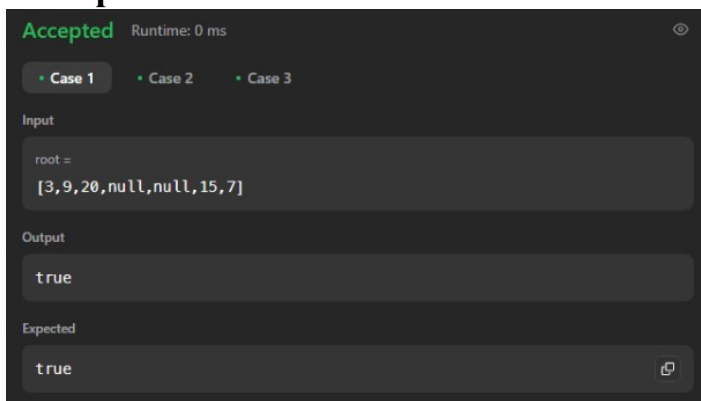 Accepted Runtime: 0 ms
• Case 1 • Case 2 • Case 3
Input
root =
[3,9,20,null,null,15,7]
Output
true
Expected
true